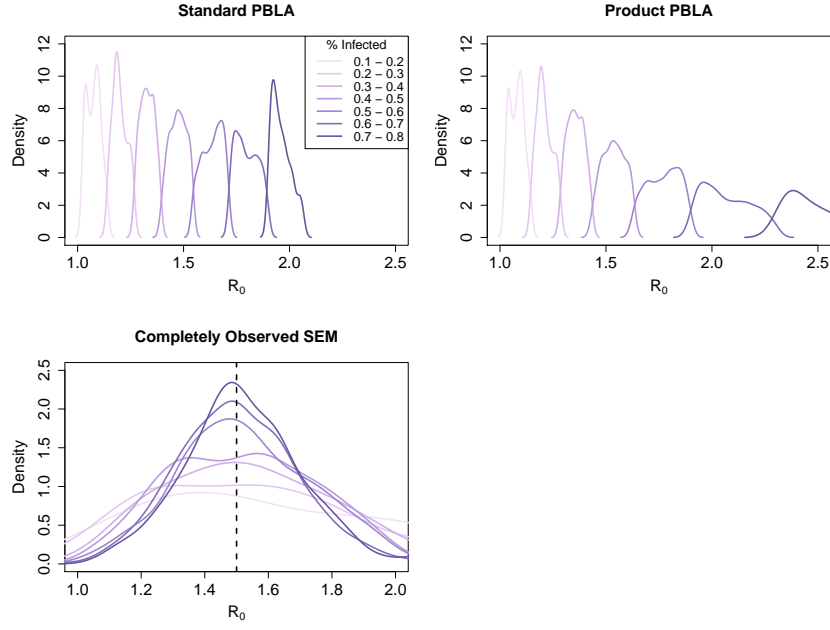 Standard PBLA
Density
0 2 4 6 8 10 12
1.0 1.5 2.0 2.5
R0
% Infected
0.1 – 0.2
0.2 – 0.3
0.3 – 0.4
0.4 – 0.5
0.5 – 0.6
0.6 – 0.7
0.7 – 0.8
Product PBLA
Density
0 2 4 6 8 10 12
1.0 1.5 2.0 2.5
R0
Completely Observed SEM
Density
0.0 0.5 1.0 1.5 2.0 2.5
1.0 1.2 1.4 1.6 1.8 2.0
R0